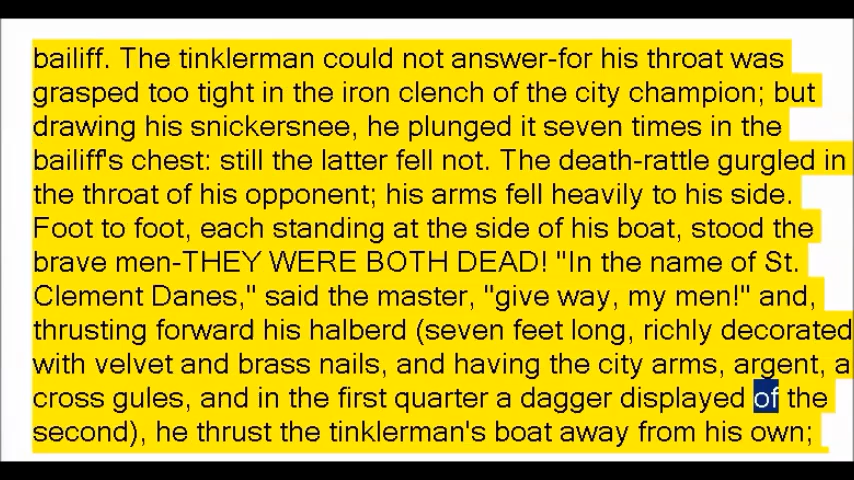 bailiff. The tinklerman could not answer-for his throat was
grasped too tight in the iron clench of the city champion; but
drawing his snickersnee, he plunged it seven times in the
bailiff's chest: still the latter fell not. The death-rattle gurgled in
the throat of his opponent; his arms fell heavily to his side.
Foot to foot, each standing at the side of his boat, stood the
brave men-THEY WERE BOTH DEAD! "In the name of St.
Clement Danes," said the master, "give way, my men!" and,
thrusting forward his halberd (seven feet long, richly decorated
with velvet and brass nails, and having the city arms, argent, a
cross gules, and in the first quarter a dagger displayed of the
second), he thrust the tinklerman's boat away from his own;